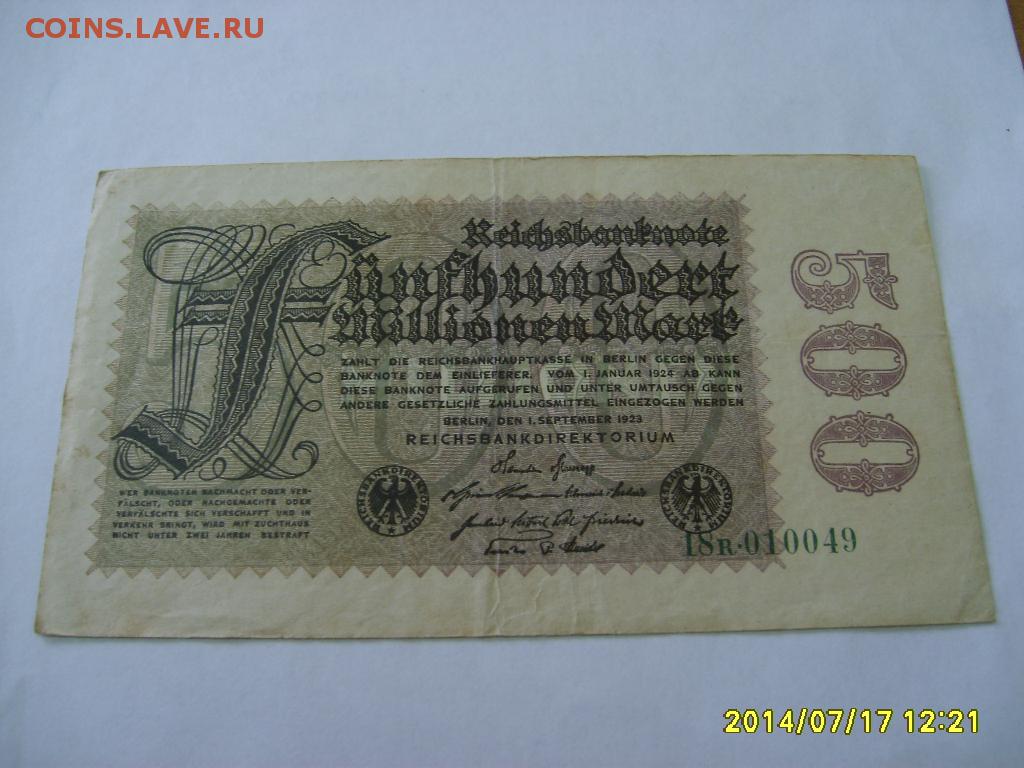 COINS.LAVE.RU
Reichsbanknote
Fünfhundert
Millionen Mark
ZAHLT DIE REICHSBANKHAUPTKASSE IN BERLIN GEGEN DIESE
BANKNOTE DEM EINLIEFERER. VOM 1. JANUAR 1924 AB KANN
DIESE BANKNOTE AUFGERUFEN UND UNTER UMTAUSCH GEGEN
ANDERE GESETZLICHE ZAHLUNGSMITTEL EINGEZOGEN WERDEN
BERLIN, DEN 1. SEPTEMBER 1923
REICHSBANKDIREKTORIUM
WER BANKNOTEN NACHMACHT ODER VER-
FÄLSCHT, ODER NACHGEMACHTE ODER
VERFÄLSCHTE SICH VERSCHAFFT UND IN
VERKEHR BRINGT, WIRD MIT ZUCHTHAUS
NICHT UNTER ZWEI JAHREN BESTRAFT
REICHSBANKDIREKTORIUM
REICHSBANKDIREKTORIUM
18R·010049
500
2014/07/17 12:21